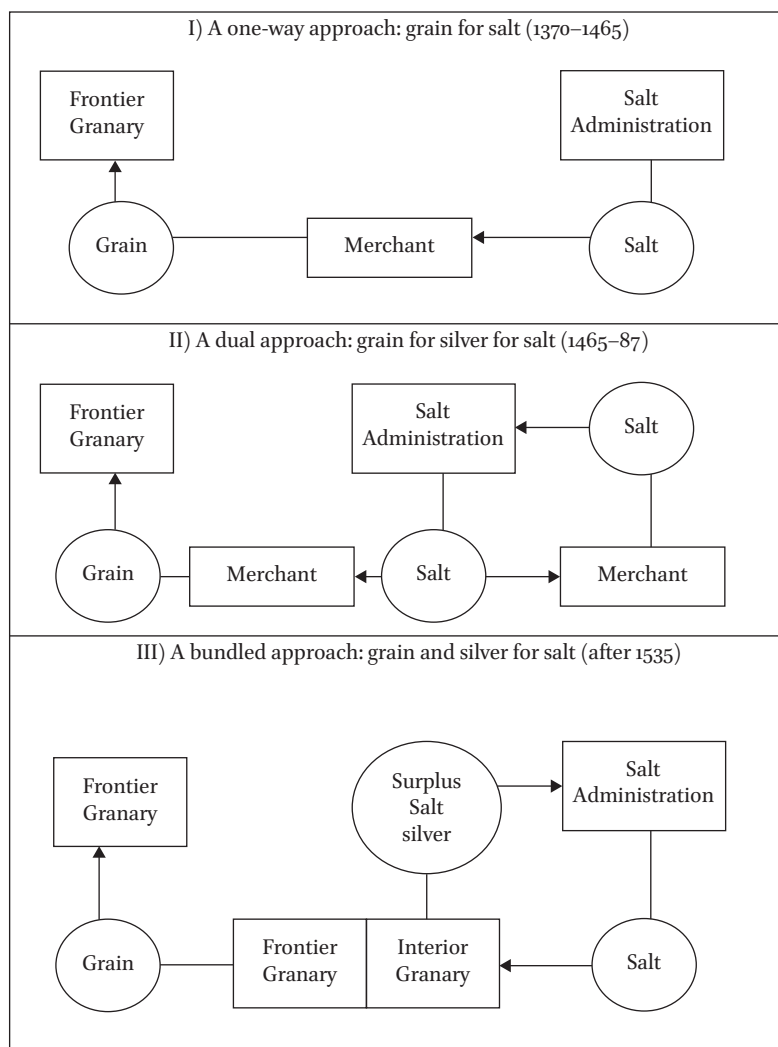 I) A one-way approach: grain for salt (1370–1465)
Frontier
Granary
Salt
Administration
Grain
Merchant
Salt
II) A dual approach: grain for silver for salt (1465–87)
Frontier
Granary
Salt
Administration
Salt
Grain
Merchant
Salt
Merchant
III) A bundled approach: grain and silver for salt (after 1535)
Frontier
Granary
Surplus
Salt
silver
Salt
Administration
Grain
Frontier
Granary
Interior
Granary
Salt